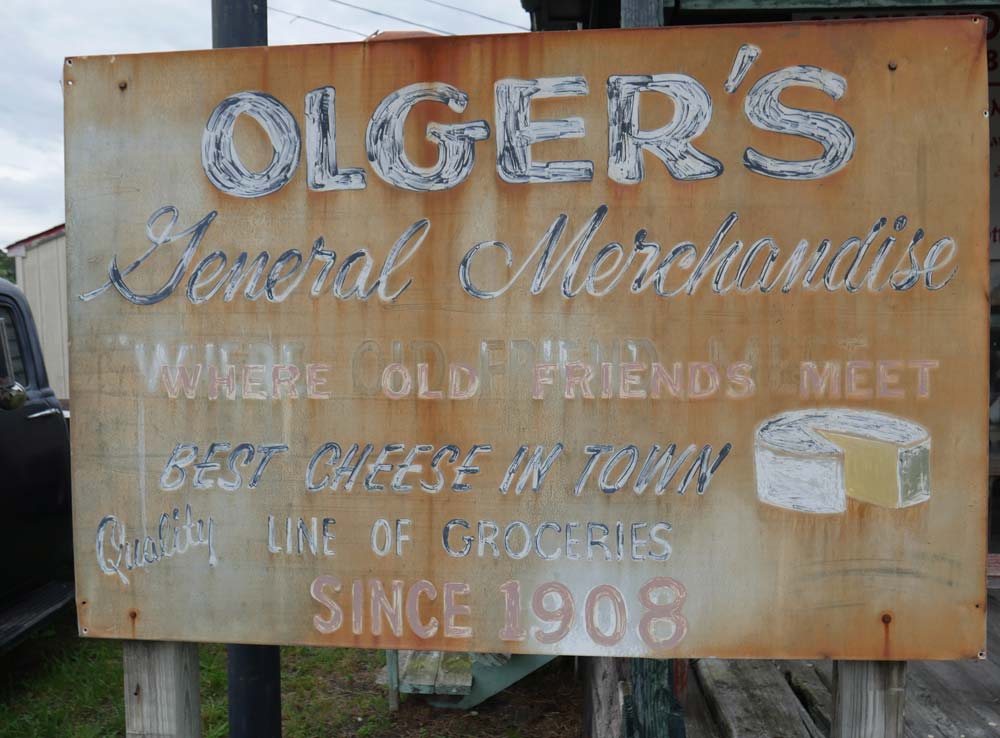 OLGER'S
General Merchandise
WHERE OLD FRIENDS MEET
BEST CHEESE IN TOWN
Quality LINE OF GROCERIES
SINCE 1908